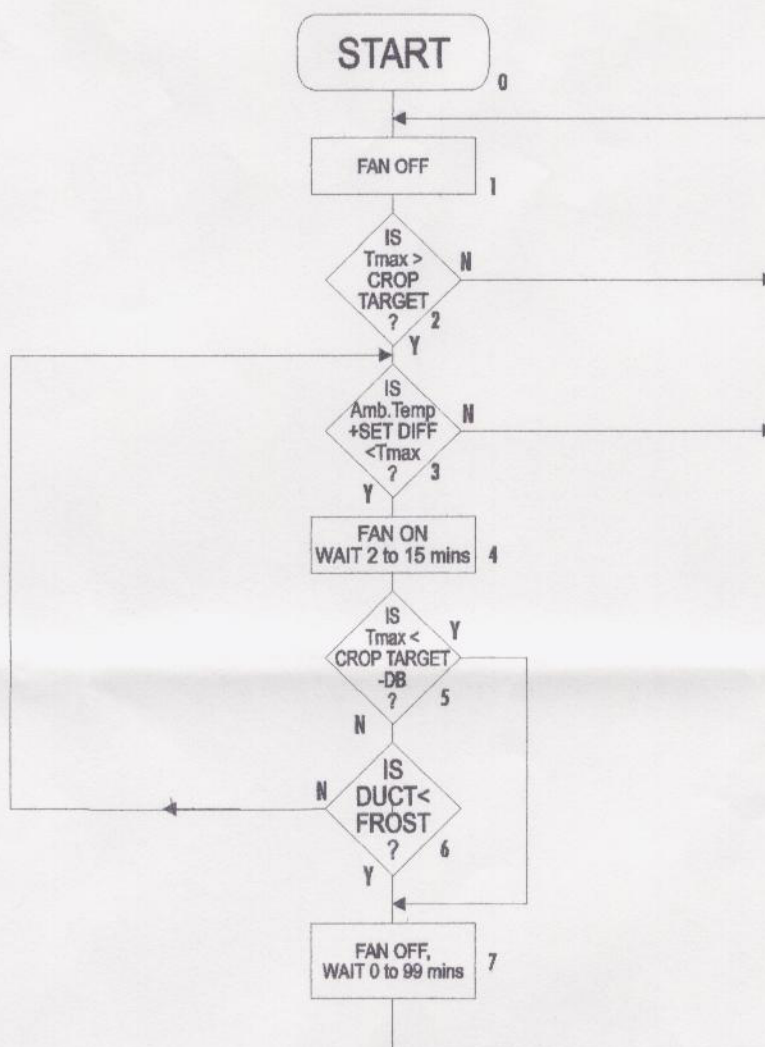 START
0
FAN OFF
1
IS
Tmax >
CROP
TARGET
?
2
N
Y
IS
Amb.Temp
+SET DIFF
<Tmax
?
3
N
Y
FAN ON
WAIT 2 to 15 mins
4
IS
Tmax <
CROP TARGET
-DB
?
5
Y
N
IS
DUCT<
FROST
?
6
N
Y
FAN OFF,
WAIT 0 to 99 mins
7